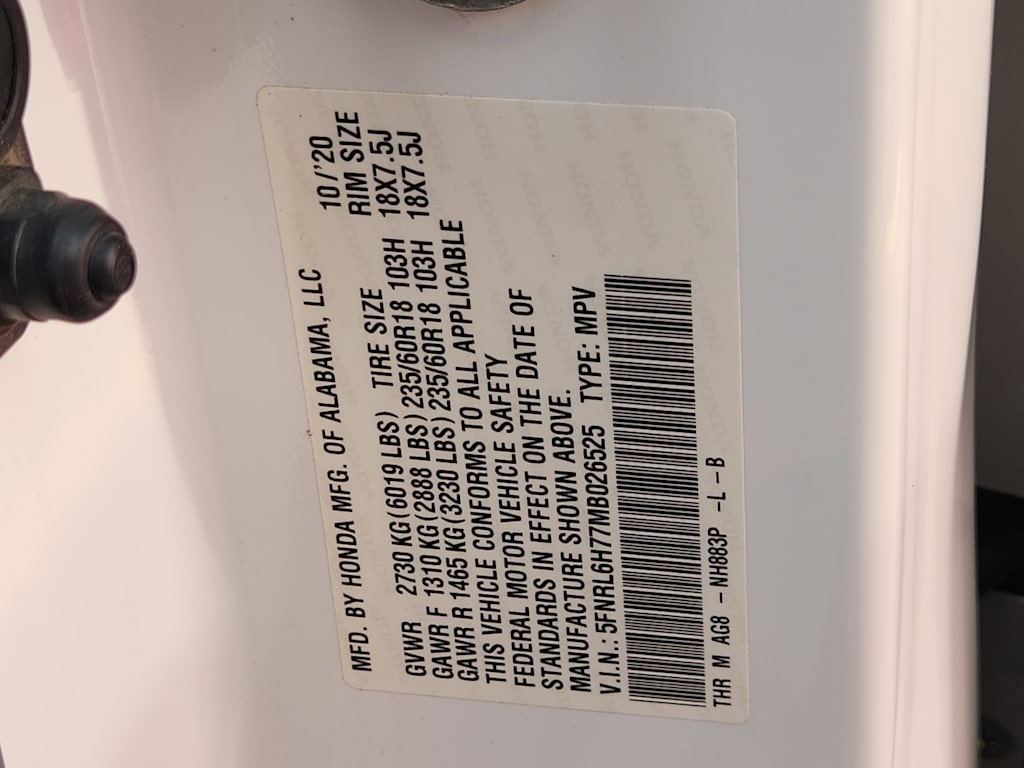 MFD. BY HONDA MFG. OF ALABAMA, LLC 10/'20
GVWR 2730 KG(6019 LBS) TIRE SIZE RIM SIZE
GAWR F 1310 KG(2888 LBS) 235/60R18 103H 18X7.5J
GAWR R 1465 KG(3230 LBS) 235/60R18 103H 18X7.5J
THIS VEHICLE CONFORMS TO ALL APPLICABLE
FEDERAL MOTOR VEHICLE SAFETY
STANDARDS IN EFFECT ON THE DATE OF
MANUFACTURE SHOWN ABOVE.
V.I.N.: 5FNRL6H77MB026525 TYPE: MPV
THR M AG8 -NH883P -L-B